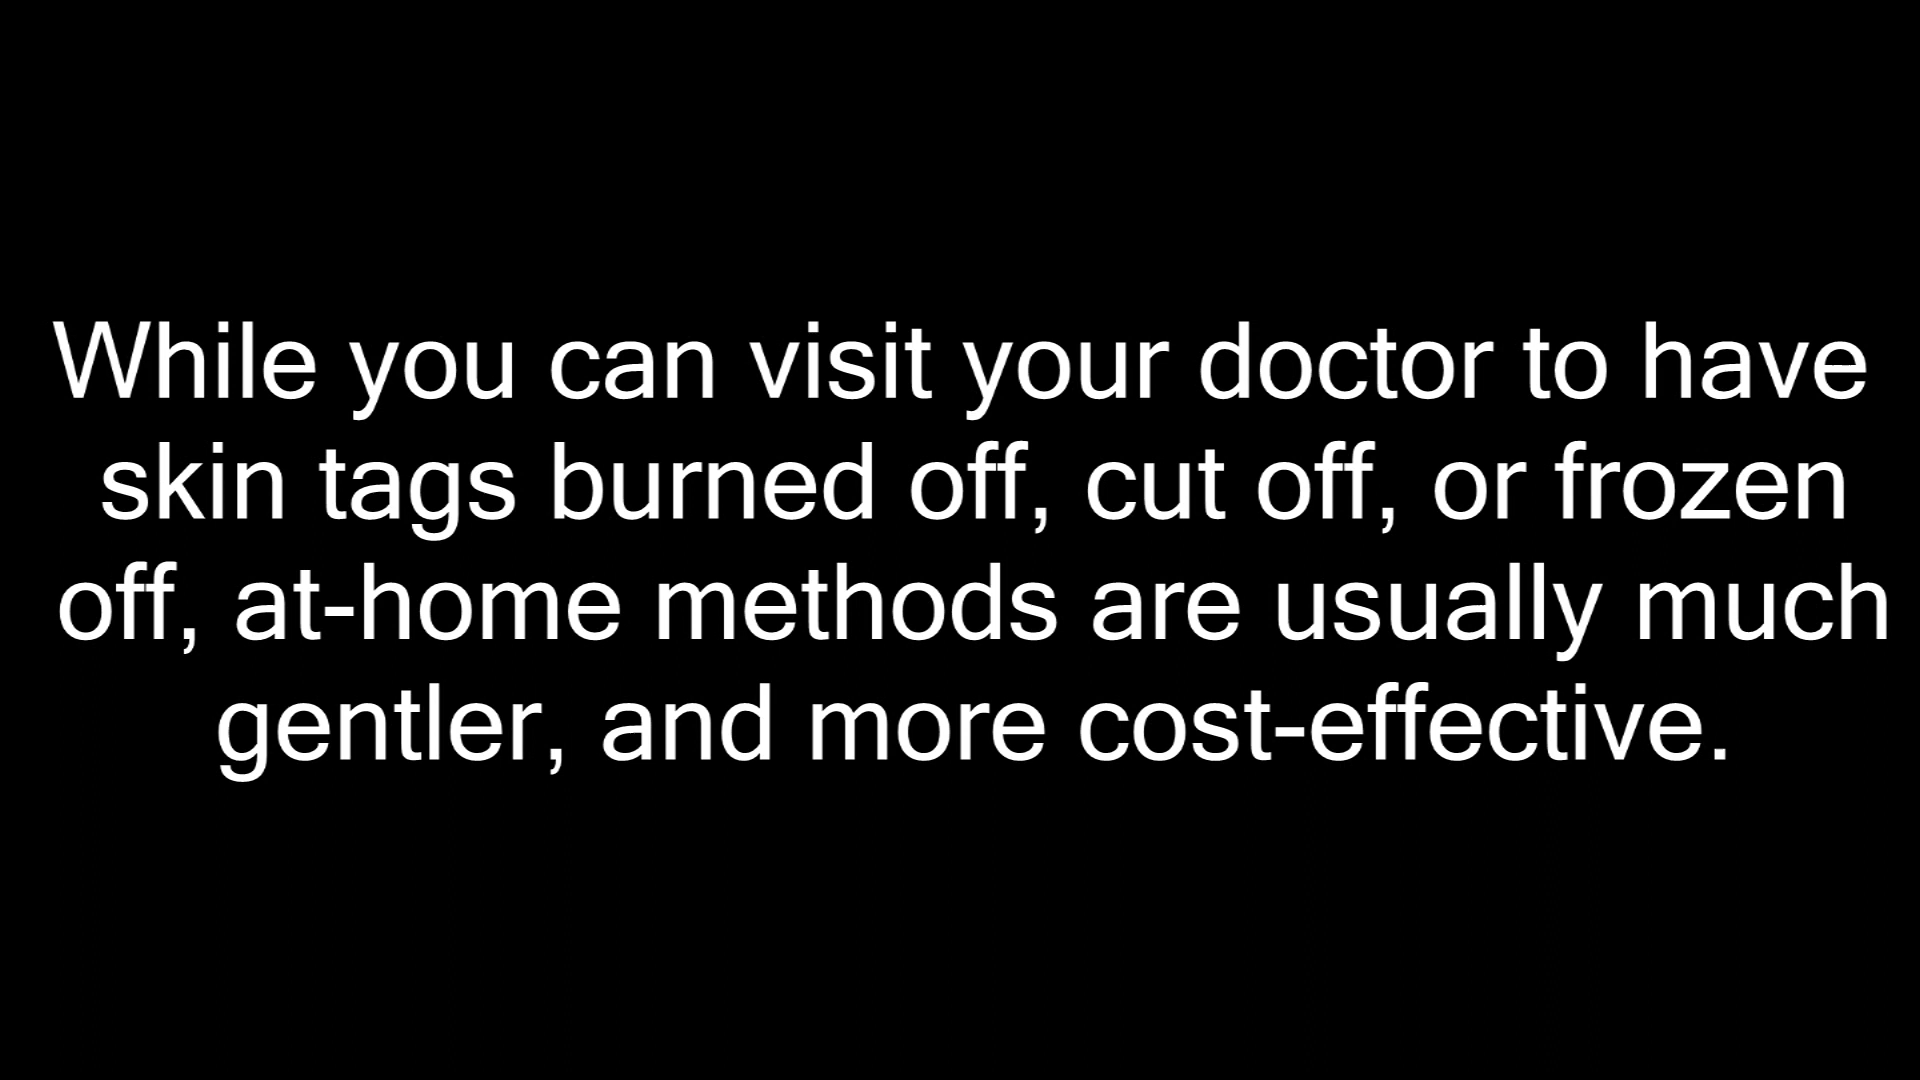 While you can visit your doctor to have
skin tags burned off, cut off, or frozen
off, at-home methods are usually much
gentler, and more cost-effective.